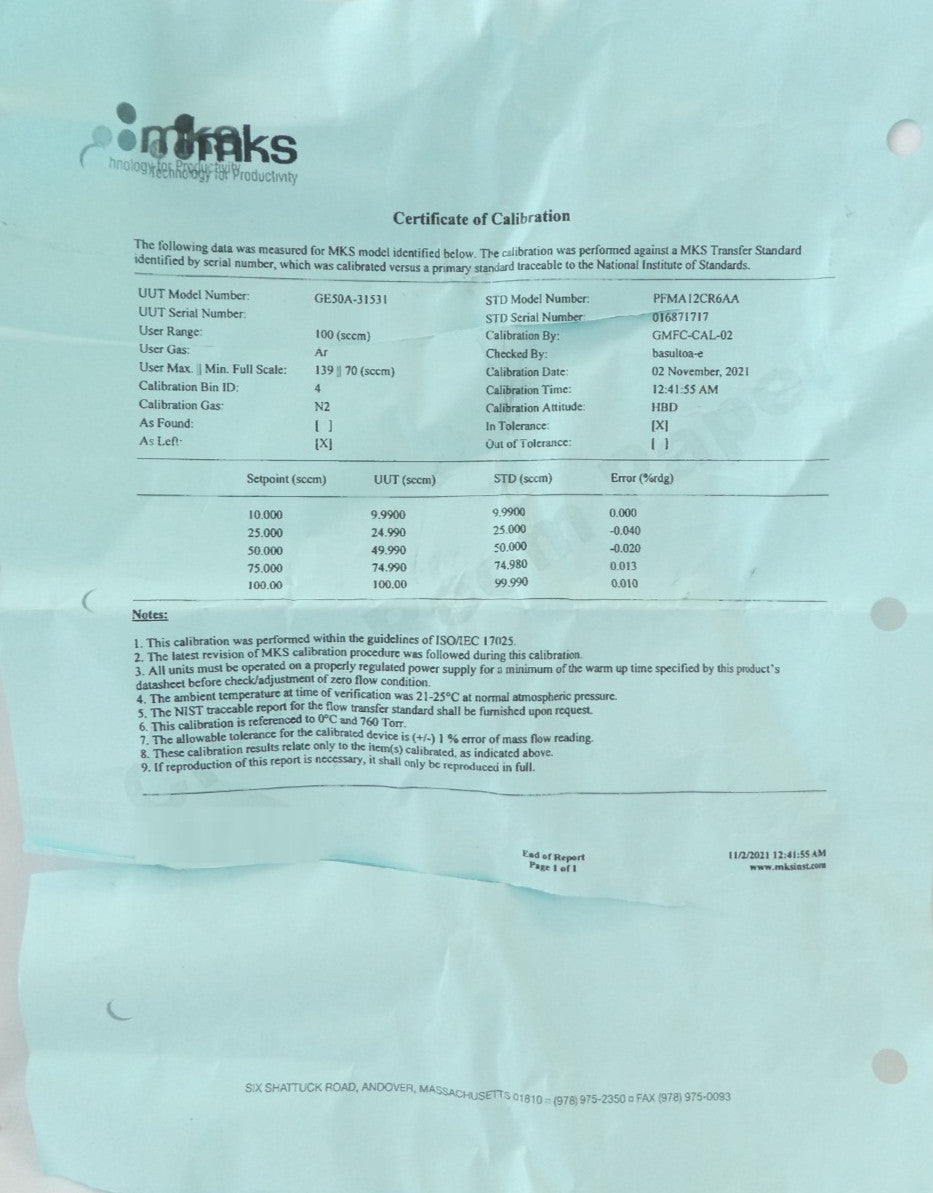 mks
Technology for Productivity
Certificate of Calibration
The following data was measured for MKS model identified below. The calibration was performed against a MKS Transfer Standard
identified by serial number, which was calibrated versus a primary standard traceable to the National Institute of Standards.
UUT Model Number: GE50A-31531 STD Model Number: PFMA12CR6AA
UUT Serial Number: STD Serial Number: 016871717
User Range: 100 (sccm) Calibration By: GMFC-CAL-02
User Gas: Ar Checked By: basultoa-e
User Max. || Min. Full Scale: 139 || 70 (sccm) Calibration Date: 02 November, 2021
Calibration Bin ID: 4 Calibration Time: 12:41:55 AM
Calibration Gas: N2 Calibration Attitude: HBD
As Found: [ ] In Tolerance: [X]
As Left: [X] Out of Tolerance: [ ]
Setpoint (sccm) UUT (sccm) STD (sccm) Error (%rdg)
10.000 9.9900 9.9900 0.000
25.000 24.990 25.000 -0.040
50.000 49.990 50.000 -0.020
75.000 74.990 74.980 0.013
100.00 100.00 99.990 0.010
Notes:
1. This calibration was performed within the guidelines of ISO/IEC 17025.
2. The latest revision of MKS calibration procedure was followed during this calibration.
3. All units must be operated on a properly regulated power supply for a minimum of the warm up time specified by this product's
datasheet before check/adjustment of zero flow condition.
4. The ambient temperature at time of verification was 21-25°C at normal atmospheric pressure.
5. The NIST traceable report for the flow transfer standard shall be furnished upon request.
6. This calibration is referenced to 0°C and 760 Torr.
7. The allowable tolerance for the calibrated device is (+/-) 1 % error of mass flow reading.
8. These calibration results relate only to the item(s) calibrated, as indicated above.
9. If reproduction of this report is necessary, it shall only be reproduced in full.
End of Report 11/2/2021 12:41:55 AM
Page 1 of 1 www.mksinst.com
SIX SHATTUCK ROAD, ANDOVER, MASSACHUSETTS 01810 ▫ (978) 975-2350 ▫ FAX (978) 975-0093